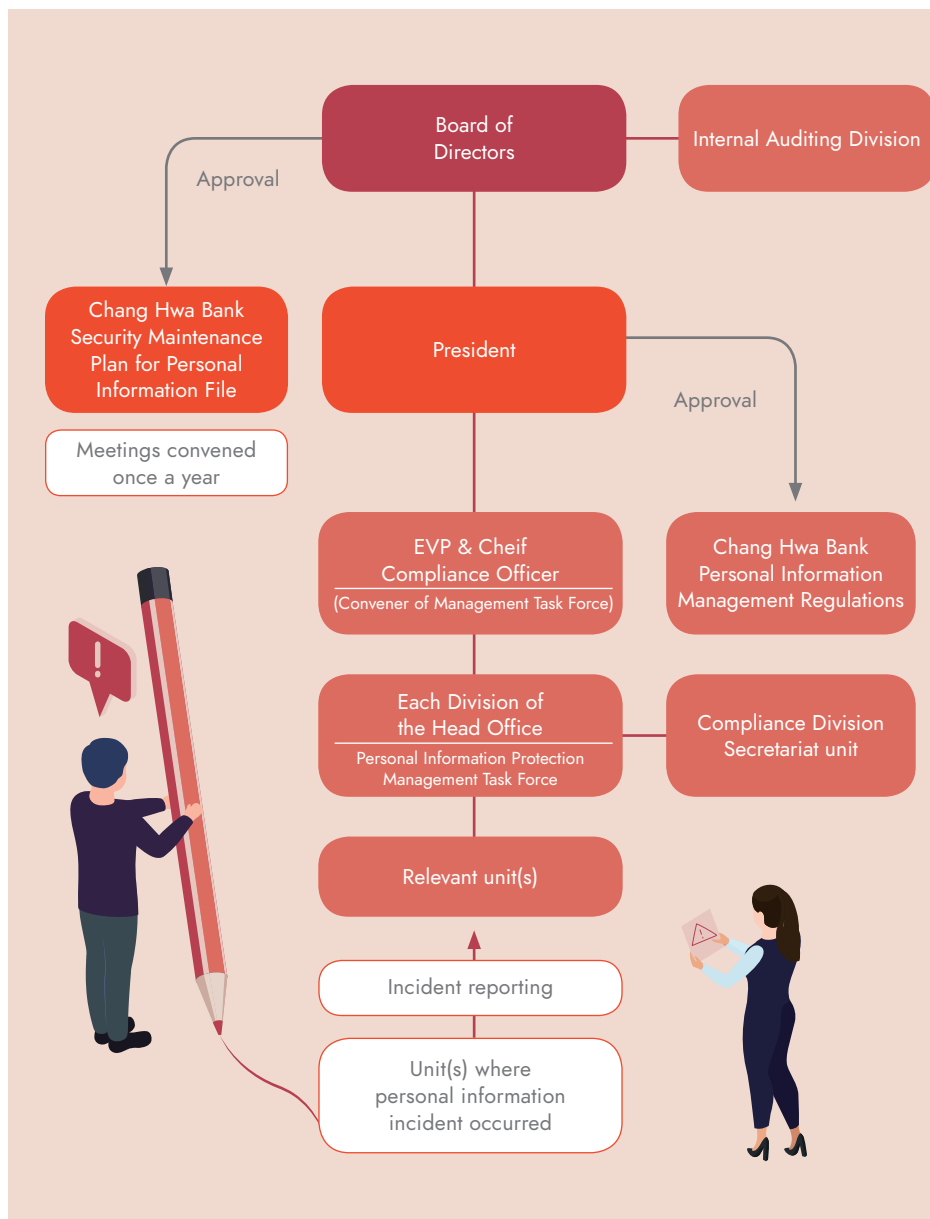 Board of
Directors
Internal Auditing Division
Approval
Chang Hwa Bank
Security Maintenance
Plan for Personal
Information File
President
Approval
Meetings convened
once a year
EVP & Cheif
Compliance Officer
(Convener of Management Task Force)
Chang Hwa Bank
Personal Information
Management Regulations
Each Division of
the Head Office
Personal Information Protection
Management Task Force
Compliance Division
Secretariat unit
Relevant unit(s)
Incident reporting
Unit(s) where
personal information
incident occurred